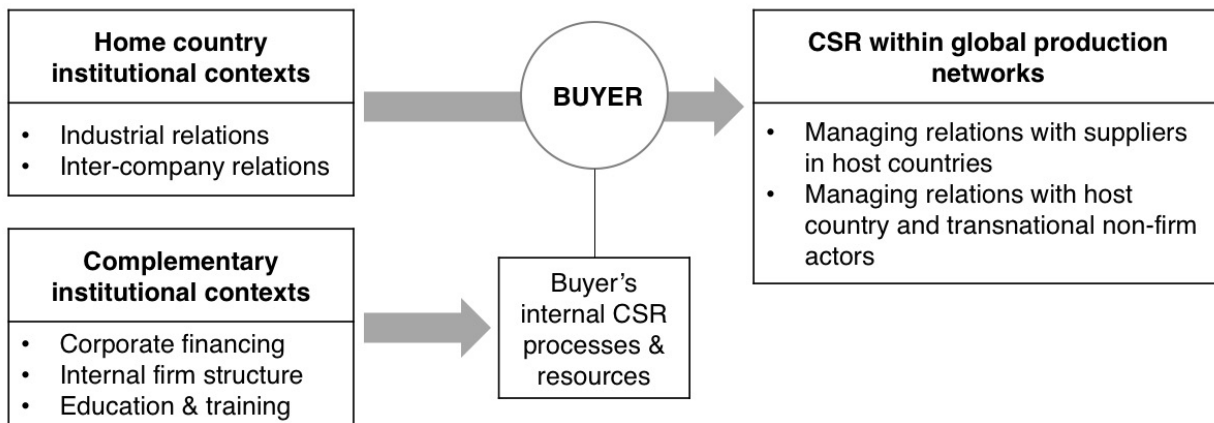 Home country
institutional contexts
• Industrial relations
• Inter-company relations
Complementary
institutional contexts
• Corporate financing
• Internal firm structure
• Education & training
BUYER
Buyer’s
internal CSR
processes &
resources
CSR within global production
networks
• Managing relations with suppliers
in host countries
• Managing relations with host
country and transnational non-firm
actors